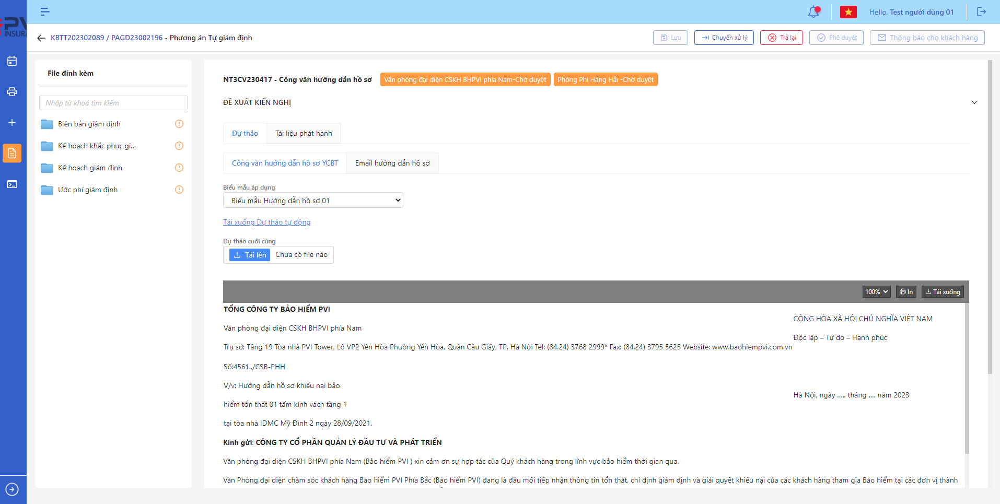 Hello, Test người dùng 01
PV
INSURA
KBTT202302089 / PAGD23002196 - Phương án Tự giám định
Lưu
Chuyển xử lý
Trả lại
Phê duyệt
Thông báo cho khách hàng
File đính kèm
Nhập từ khoá tìm kiếm
Biên bản giám định
Kế hoạch khắc phục gi...
Kế hoạch giám định
Ước phí giám định
NT3CV230417 - Công văn hướng dẫn hồ sơ
Văn phòng đại diện CSKH BHPVI phía Nam-Chờ duyệt
Phòng Phi Hàng Hải -Chờ duyệt
ĐỀ XUẤT KIẾN NGHỊ
Dự thảo
Tài liệu phát hành
Công văn hướng dẫn hồ sơ YCBT
Email hướng dẫn hồ sơ
Biểu mẫu áp dụng
Biểu mẫu Hướng dẫn hồ sơ 01
Tải xuống Dự thảo tự động
Dự thảo cuối cùng
Tải lên
Chưa có file nào
100%
In
Tải xuống
TỔNG CÔNG TY BẢO HIỂM PVI
Văn phòng đại diện CSKH BHPVI phía Nam
Trụ sở: Tầng 19 Tòa nhà PVI Tower, Lô VP2 Yên Hòa Phường Yên Hòa, Quận Cầu Giấy, TP. Hà Nội Tel: (84.24) 3768 2999* Fax: (84.24) 3795 5625 Website: www.baohiempvi.com.vn
CỘNG HÒA XÃ HỘI CHỦ NGHĨA VIỆT NAM
Độc lập – Tự do – Hạnh phúc
Số:4561../CSB-PHH
V/v: Hướng dẫn hồ sơ khiếu nại bảo
hiểm tổn thất 01 tấm kính vách tầng 1
tại tòa nhà IDMC Mỹ Đình 2 ngày 28/09/2021.
Hà Nội, ngày ..... tháng .... năm 2023
Kính gửi: CÔNG TY CỔ PHẦN QUẢN LÝ ĐẦU TƯ VÀ PHÁT TRIỂN
Văn phòng đại diện CSKH BHPVI phía Nam (Bảo hiểm PVI ) xin cảm ơn sự hợp tác của Quý khách hàng trong lĩnh vực bảo hiểm thời gian qua.
Văn Phòng đại diện chăm sóc khách hàng Bảo hiểm PVI Phía Bắc (Bảo hiểm PVI) đang là đầu mối tiếp nhận thông tin tổn thất, chỉ định giám định và giải quyết khiếu nại của các khách hàng tham gia Bảo hiểm tại các đơn vị thành